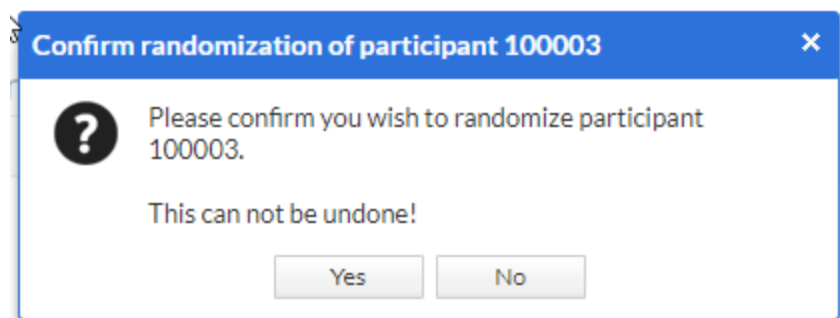 Confirm randomization of participant 100003
Please confirm you wish to randomize participant
100003.
This can not be undone!
Yes
No